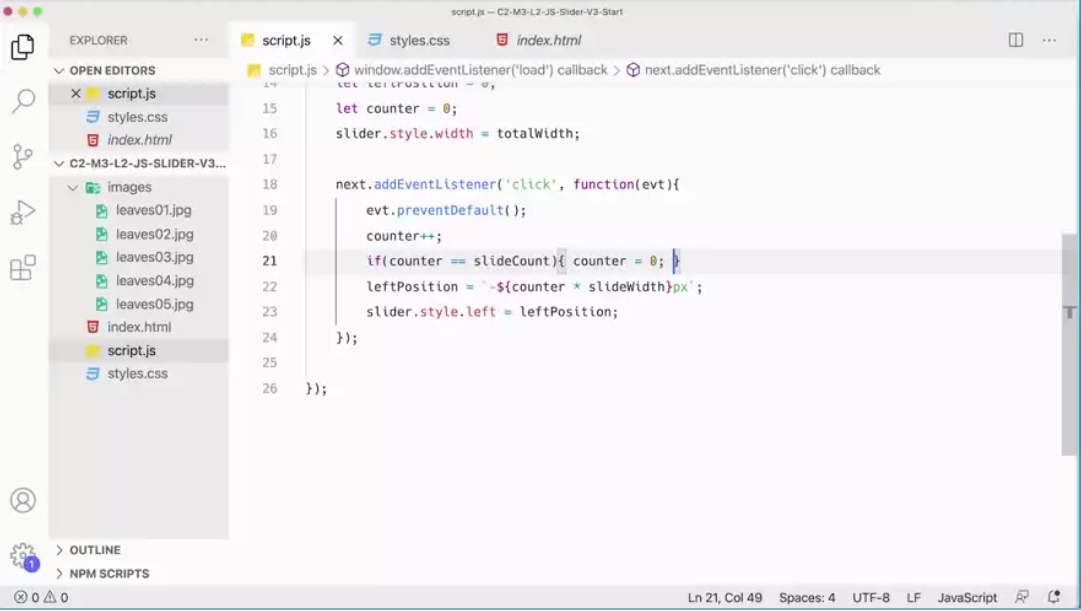 script.js — C2-M3-L2-JS-Slider-V3-Start
EXPLORER ···
script.js × styles.css index.html ···
OPEN EDITORS
script.js > window.addEventListener('load') callback > next.addEventListener('click') callback
× script.js
styles.css
index.html
C2-M3-L2-JS-SLIDER-V3...
images
leaves01.jpg
leaves02.jpg
leaves03.jpg
leaves04.jpg
leaves05.jpg
index.html
script.js
styles.css
14 let leftPosition = 0;
15 let counter = 0;
16 slider.style.width = totalWidth;
17
18 next.addEventListener('click', function(evt){
19 evt.preventDefault();
20 counter++;
21 if(counter == slideCount){ counter = 0; }
22 leftPosition = `-${counter * slideWidth}px`;
23 slider.style.left = leftPosition;
24 });
25
26 });
T
1
OUTLINE
NPM SCRIPTS
0 0 Ln 21, Col 49 Spaces: 4 UTF-8 LF JavaScript